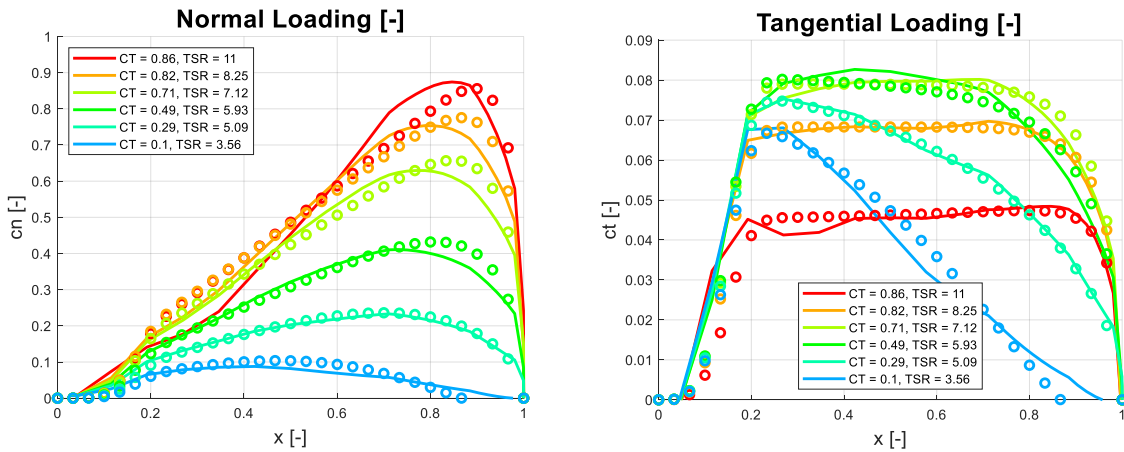 Normal Loading [-]
1
0.9
0.8
0.7
0.6
0.5
0.4
0.3
0.2
0.1
0
cn [-]
CT = 0.86, TSR = 11
CT = 0.82, TSR = 8.25
CT = 0.71, TSR = 7.12
CT = 0.49, TSR = 5.93
CT = 0.29, TSR = 5.09
CT = 0.1, TSR = 3.56
0 0.2 0.4 0.6 0.8 1
x [-]
Tangential Loading [-]
0.09
0.08
0.07
0.06
0.05
0.04
0.03
0.02
0.01
0
ct [-]
CT = 0.86, TSR = 11
CT = 0.82, TSR = 8.25
CT = 0.71, TSR = 7.12
CT = 0.49, TSR = 5.93
CT = 0.29, TSR = 5.09
CT = 0.1, TSR = 3.56
0 0.2 0.4 0.6 0.8 1
x [-]